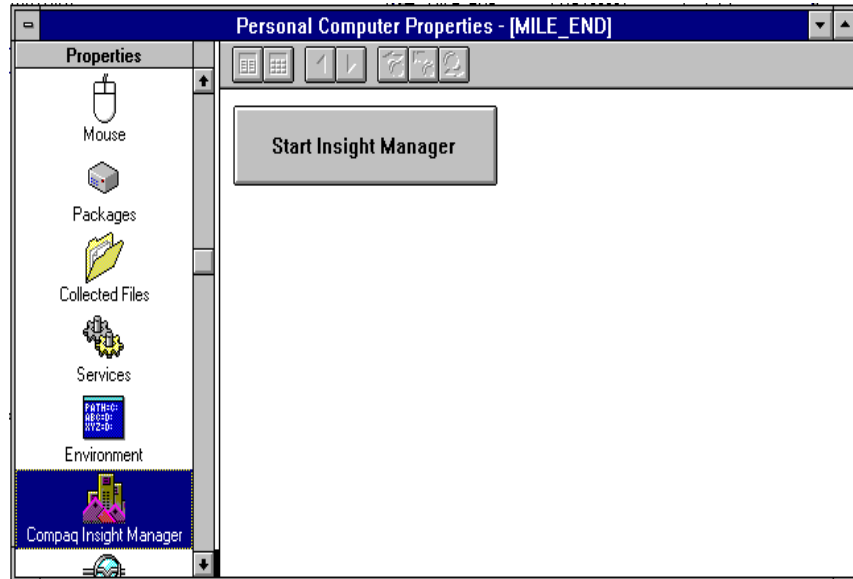 Personal Computer Properties - [MILE_END]
Properties
Mouse
Packages
Collected Files
Services
PATH=C:
ABC=D:
XYZ=D:
Environment
Compaq Insight Manager
Start Insight Manager